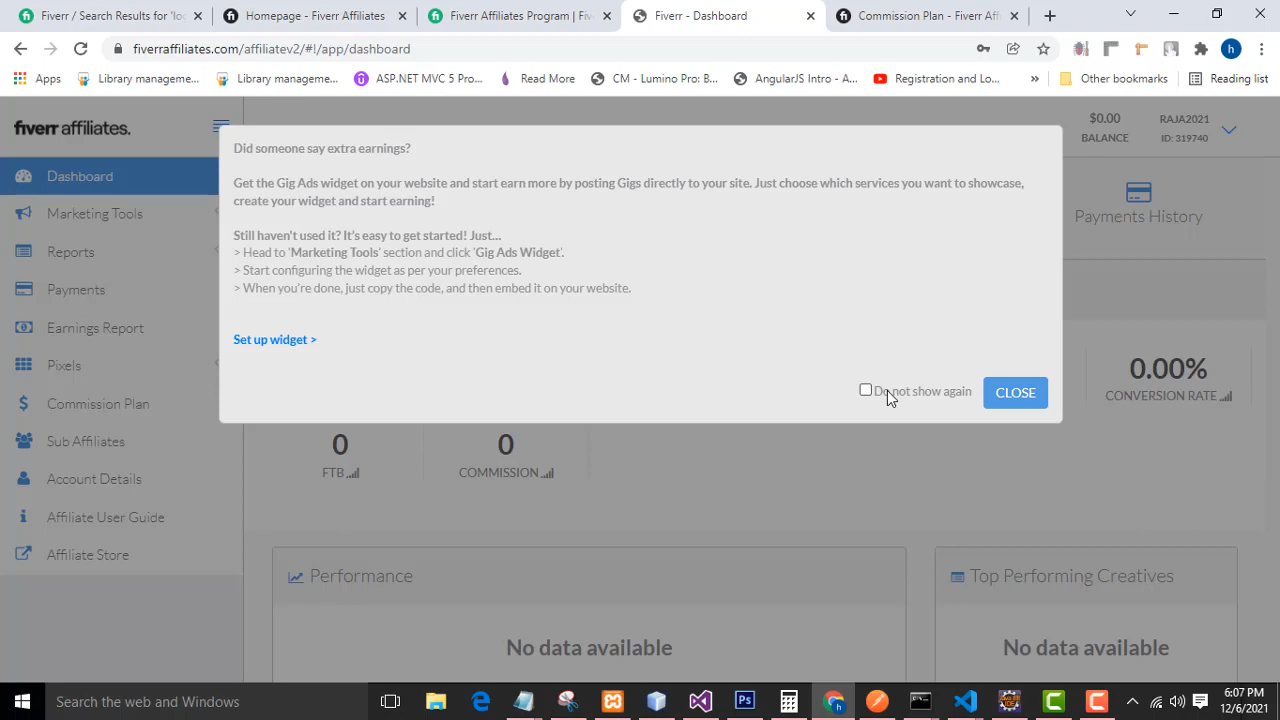 Fiverr / Search Results for 'log
Homepage - Fiverr Affiliates
Fiverr Affiliates Program | Five
Fiverr - Dashboard
Commission Plan - Fiverr Aff
fiverraffiliates.com/affiliatev2/#!/app/dashboard
h
Apps
Library manageme...
Library manageme...
ASP.NET MVC 5 Pro...
Read More
CM - Lumino Pro: B...
AngularJS Intro - A...
Registration and Lo...
»
Other bookmarks
Reading list
fiverr affiliates.
$0.00
BALANCE
RAJA2021
ID: 319740
Dashboard
Marketing Tools
Reports
Payments
Earnings Report
Pixels
Commission Plan
Sub Affiliates
Account Details
Affiliate User Guide
Affiliate Store
Did someone say extra earnings?
Get the Gig Ads widget on your website and start earn more by posting Gigs directly to your site. Just choose which services you want to showcase,
create your widget and start earning!
Still haven't used it? It's easy to get started! Just...
> Head to 'Marketing Tools' section and click 'Gig Ads Widget'.
> Start configuring the widget as per your preferences.
> When you're done, just copy the code, and then embed it on your website.
Set up widget >
Do not show again
CLOSE
Payments History
0.00%
CONVERSION RATE
0
FTB
0
COMMISSION
Performance
No data available
Top Performing Creatives
No data available
Search the web and Windows
Ps
h
C
C
6:07 PM
12/6/2021